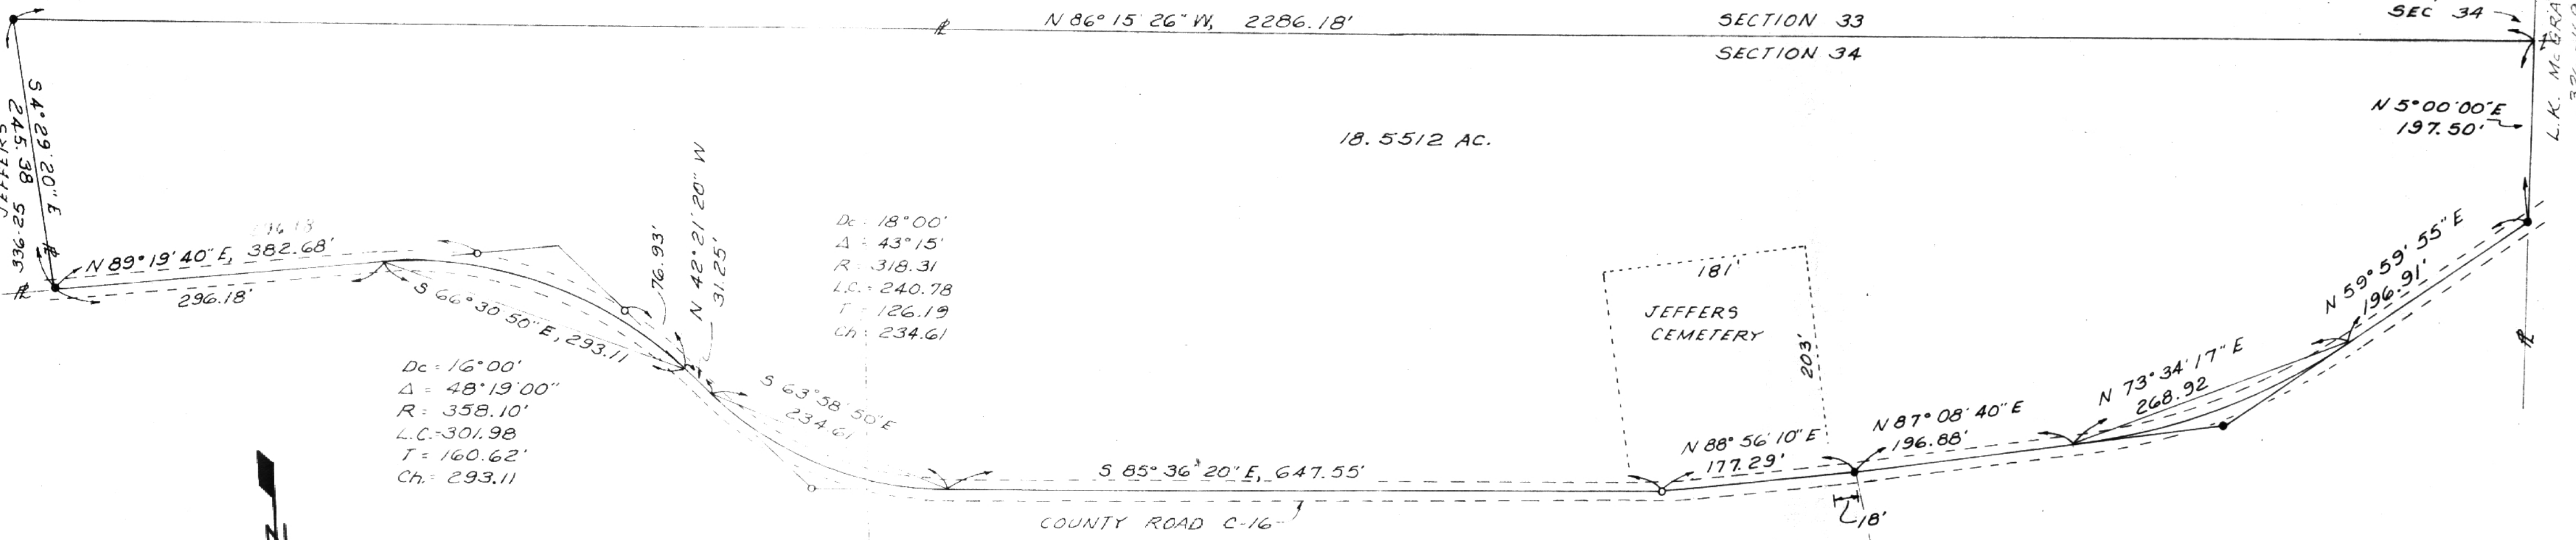 N 86° 15' 26" W, 2286.18'
SECTION 33
SECTION 34
SEC 34
N 5°00'00"E
197.50'
18.5512 AC.
S 4°29'20" E
245.38
N 89°19'40"E, 382.68'
296.18'
S 66°30'50"E, 293.11
76.93'
N 42°21'20" W
31.25'
Dc = 18°00'
Δ = 43°15'
R = 318.31
L.C. = 240.78
T = 126.19
Ch = 234.61
Dc = 16°00'
Δ = 48°19'00"
R = 358.10'
L.C. = 301.98
T = 160.62'
Ch. = 293.11
S 63°58'50"E
234.61'
S 85°36'20"E, 647.55'
COUNTY ROAD C-16
181'
JEFFERS
CEMETERY
203'
N 88°56'10"E
177.29'
N 87°08'40"E
196.88'
18'
N 73°34'17"E
268.92
N 59°59'55"E
196.91'